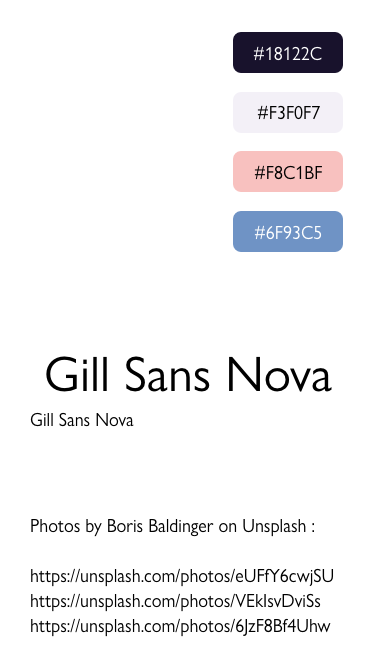 #18122C
#F3F0F7
#F8C1BF
#6F93C5
Gill Sans Nova
Gill Sans Nova
Photos by Boris Baldinger on Unsplash :
https://unsplash.com/photos/eUFfY6cwjSU
https://unsplash.com/photos/VEkIsvDviSs
https://unsplash.com/photos/6JzF8Bf4Uhw